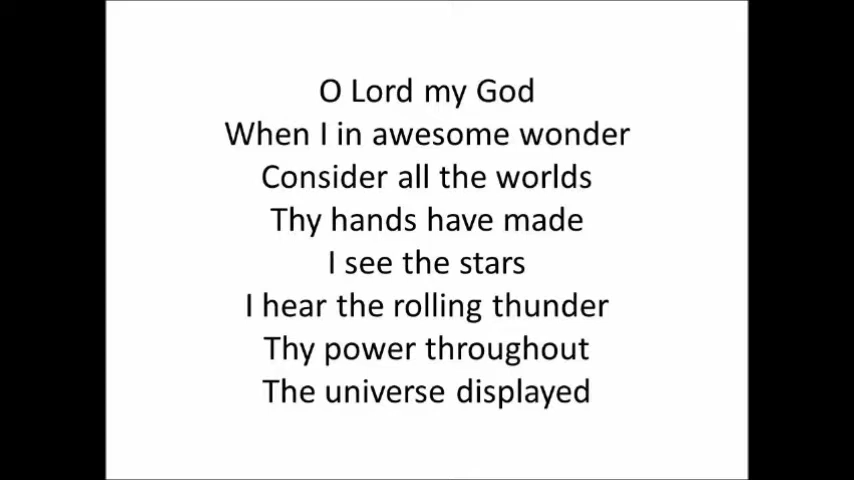 O Lord my God
When I in awesome wonder
Consider all the worlds
Thy hands have made
I see the stars
I hear the rolling thunder
Thy power throughout
The universe displayed